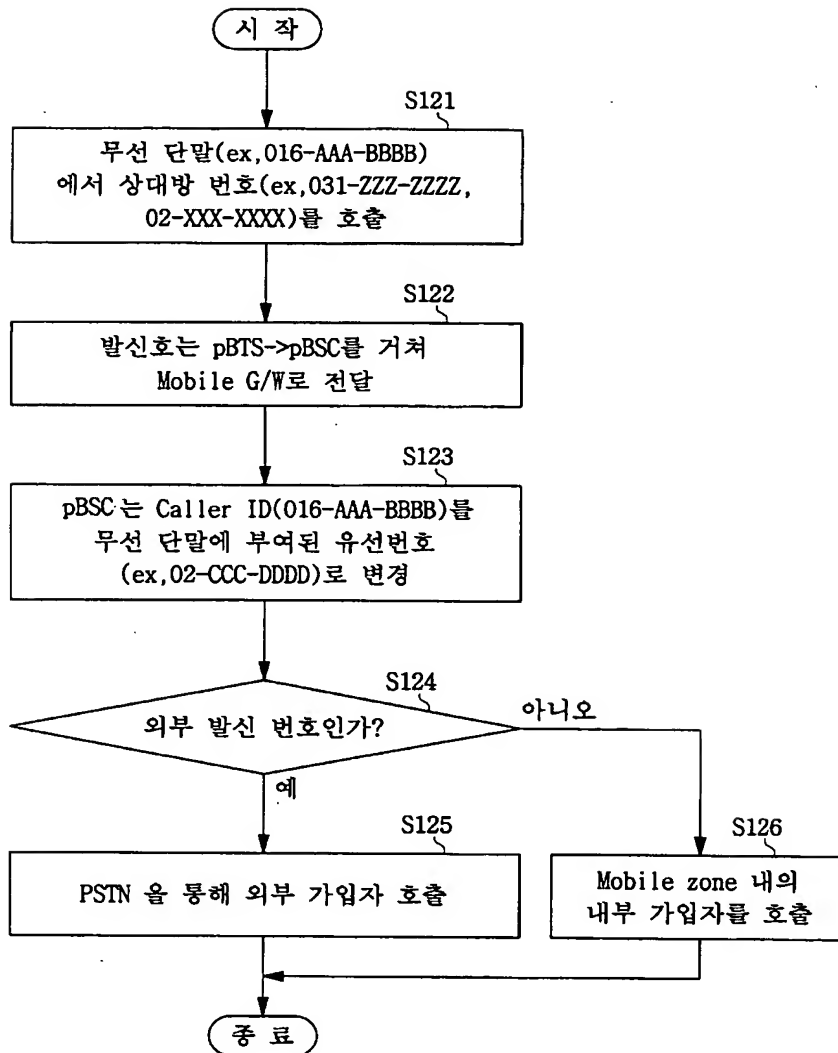 시 작
S121
무선 단말(ex,016-AAA-BBBB)
에서 상대방 번호(ex,031-ZZZ-ZZZZ,
02-XXX-XXXX)를 호출
S122
발신호는 pBTS->pBSC를 거쳐
Mobile G/W로 전달
S123
pBSC는 Caller ID(016-AAA-BBBB)를
무선 단말에 부여된 유선번호
(ex,02-CCC-DDDD)로 변경
S124
외부 발신 번호인가?
아니오
예
S125
PSTN 을 통해 외부 가입자 호출
S126
Mobile zone 내의
내부 가입자를 호출
종 료